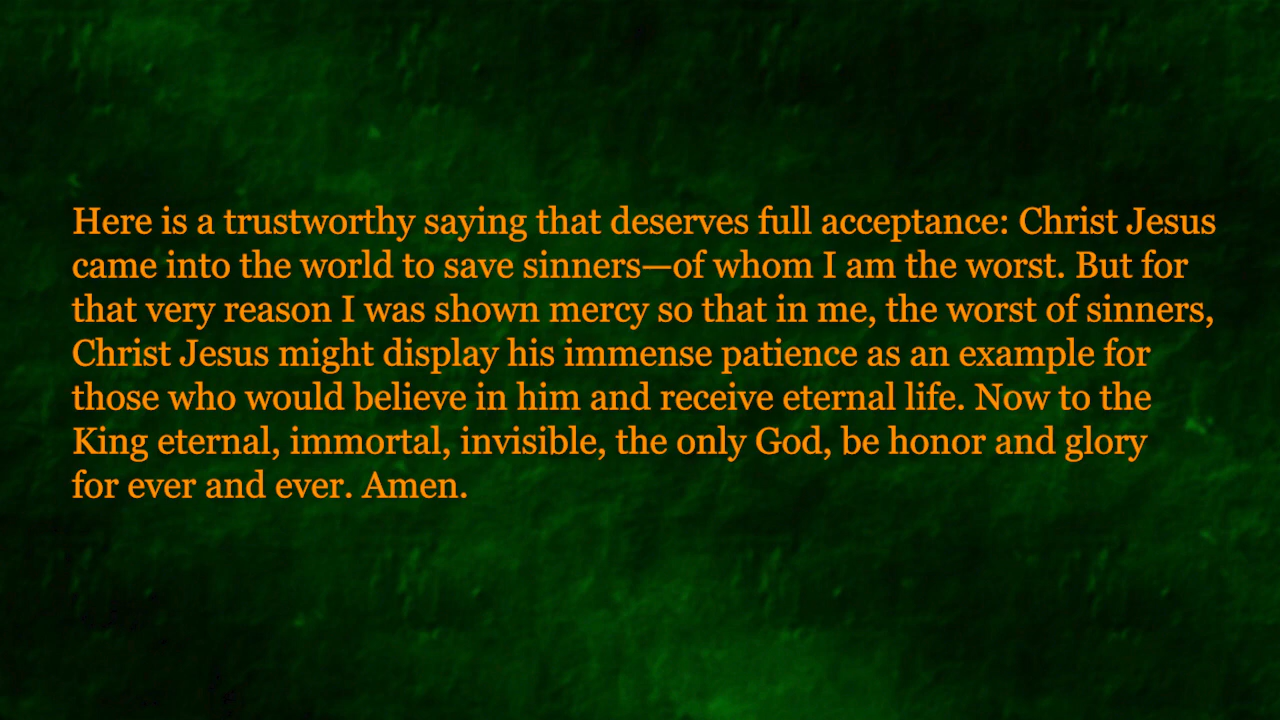 Here is a trustworthy saying that deserves full acceptance: Christ Jesus
came into the world to save sinners—of whom I am the worst. But for
that very reason I was shown mercy so that in me, the worst of sinners,
Christ Jesus might display his immense patience as an example for
those who would believe in him and receive eternal life. Now to the
King eternal, immortal, invisible, the only God, be honor and glory
for ever and ever. Amen.